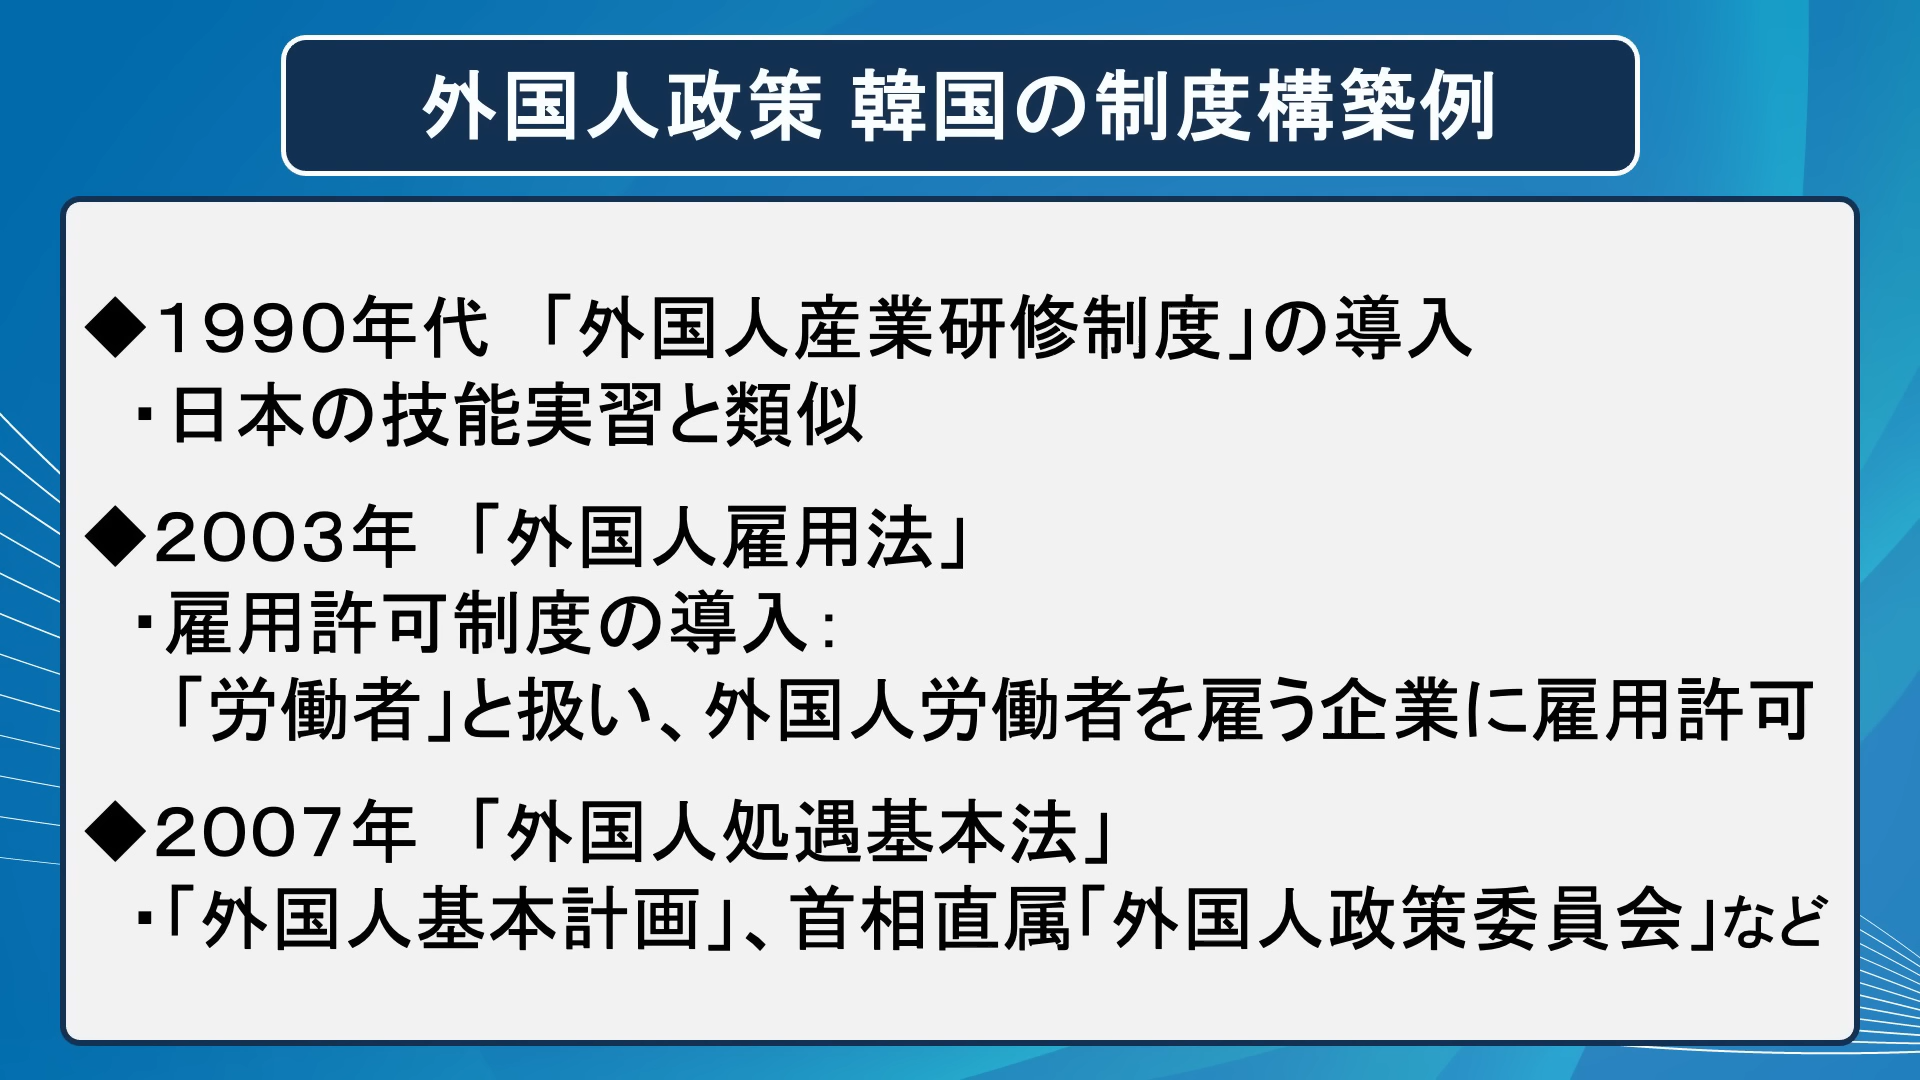 外国人政策 韓国の制度構築例
◆1990年代 「外国人産業研修制度」の導入
・日本の技能実習と類似
◆2003年 「外国人雇用法」
・雇用許可制度の導入：
「労働者」と扱い、外国人労働者を雇う企業に雇用許可
◆2007年 「外国人処遇基本法」
・「外国人基本計画」、首相直属「外国人政策委員会」など